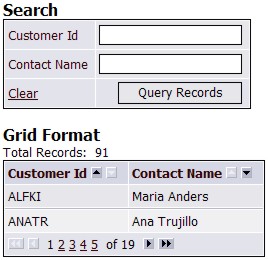 Search
Customer Id
Contact Name
Clear Query Records
Grid Format
Total Records: 91
Customer Id Contact Name
ALFKI Maria Anders
ANATR Ana Trujillo
1 2 3 4 5 of 19